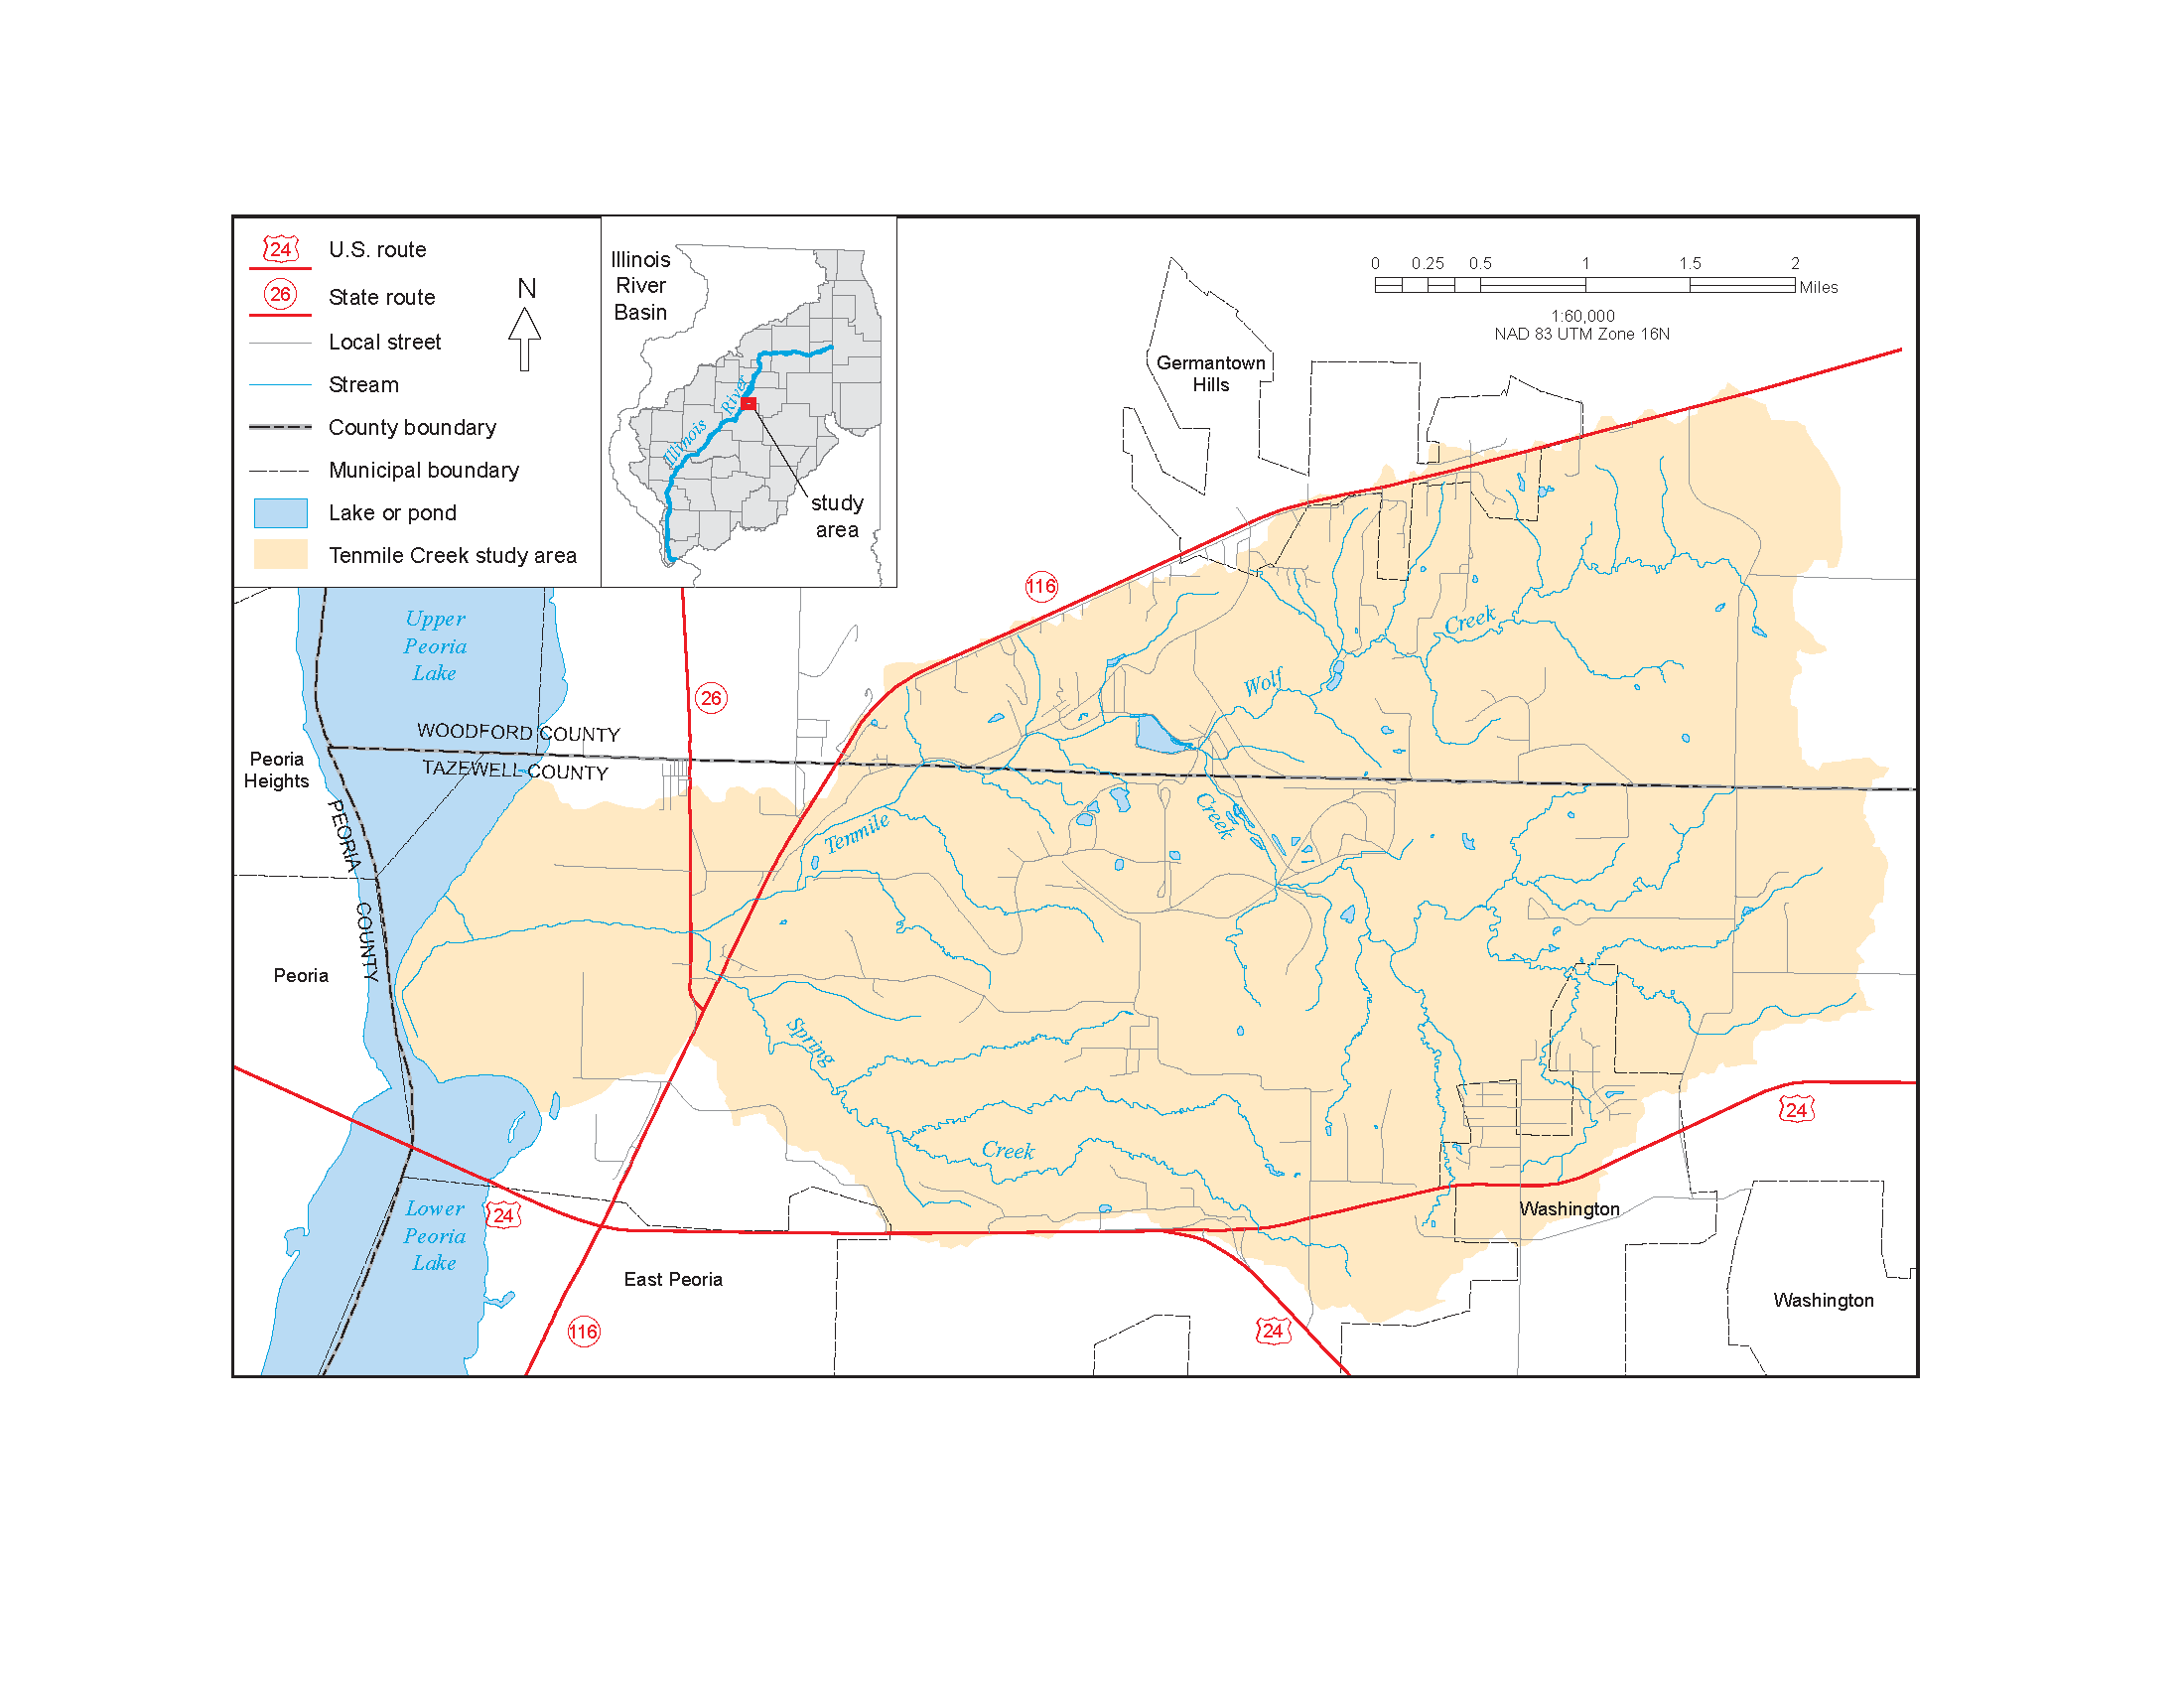 24 U.S. route
26 State route
N
Local street
Stream
County boundary
Municipal boundary
Lake or pond
Tenmile Creek study area
Illinois
River
Basin
Illinois River
study
area
0 0.25 0.5 1 1.5 2
Miles
1:60,000
NAD 83 UTM Zone 16N
Germantown
Hills
116
Upper
Peoria
Lake
26
Creek
Wolf
WOODFORD COUNTY
TAZEWELL COUNTY
Peoria
Heights
PEORIA COUNTY
Tenmile
Creek
Peoria
Spring
Creek
24
24
Lower
Peoria
Lake
Washington
East Peoria
Washington
116
24